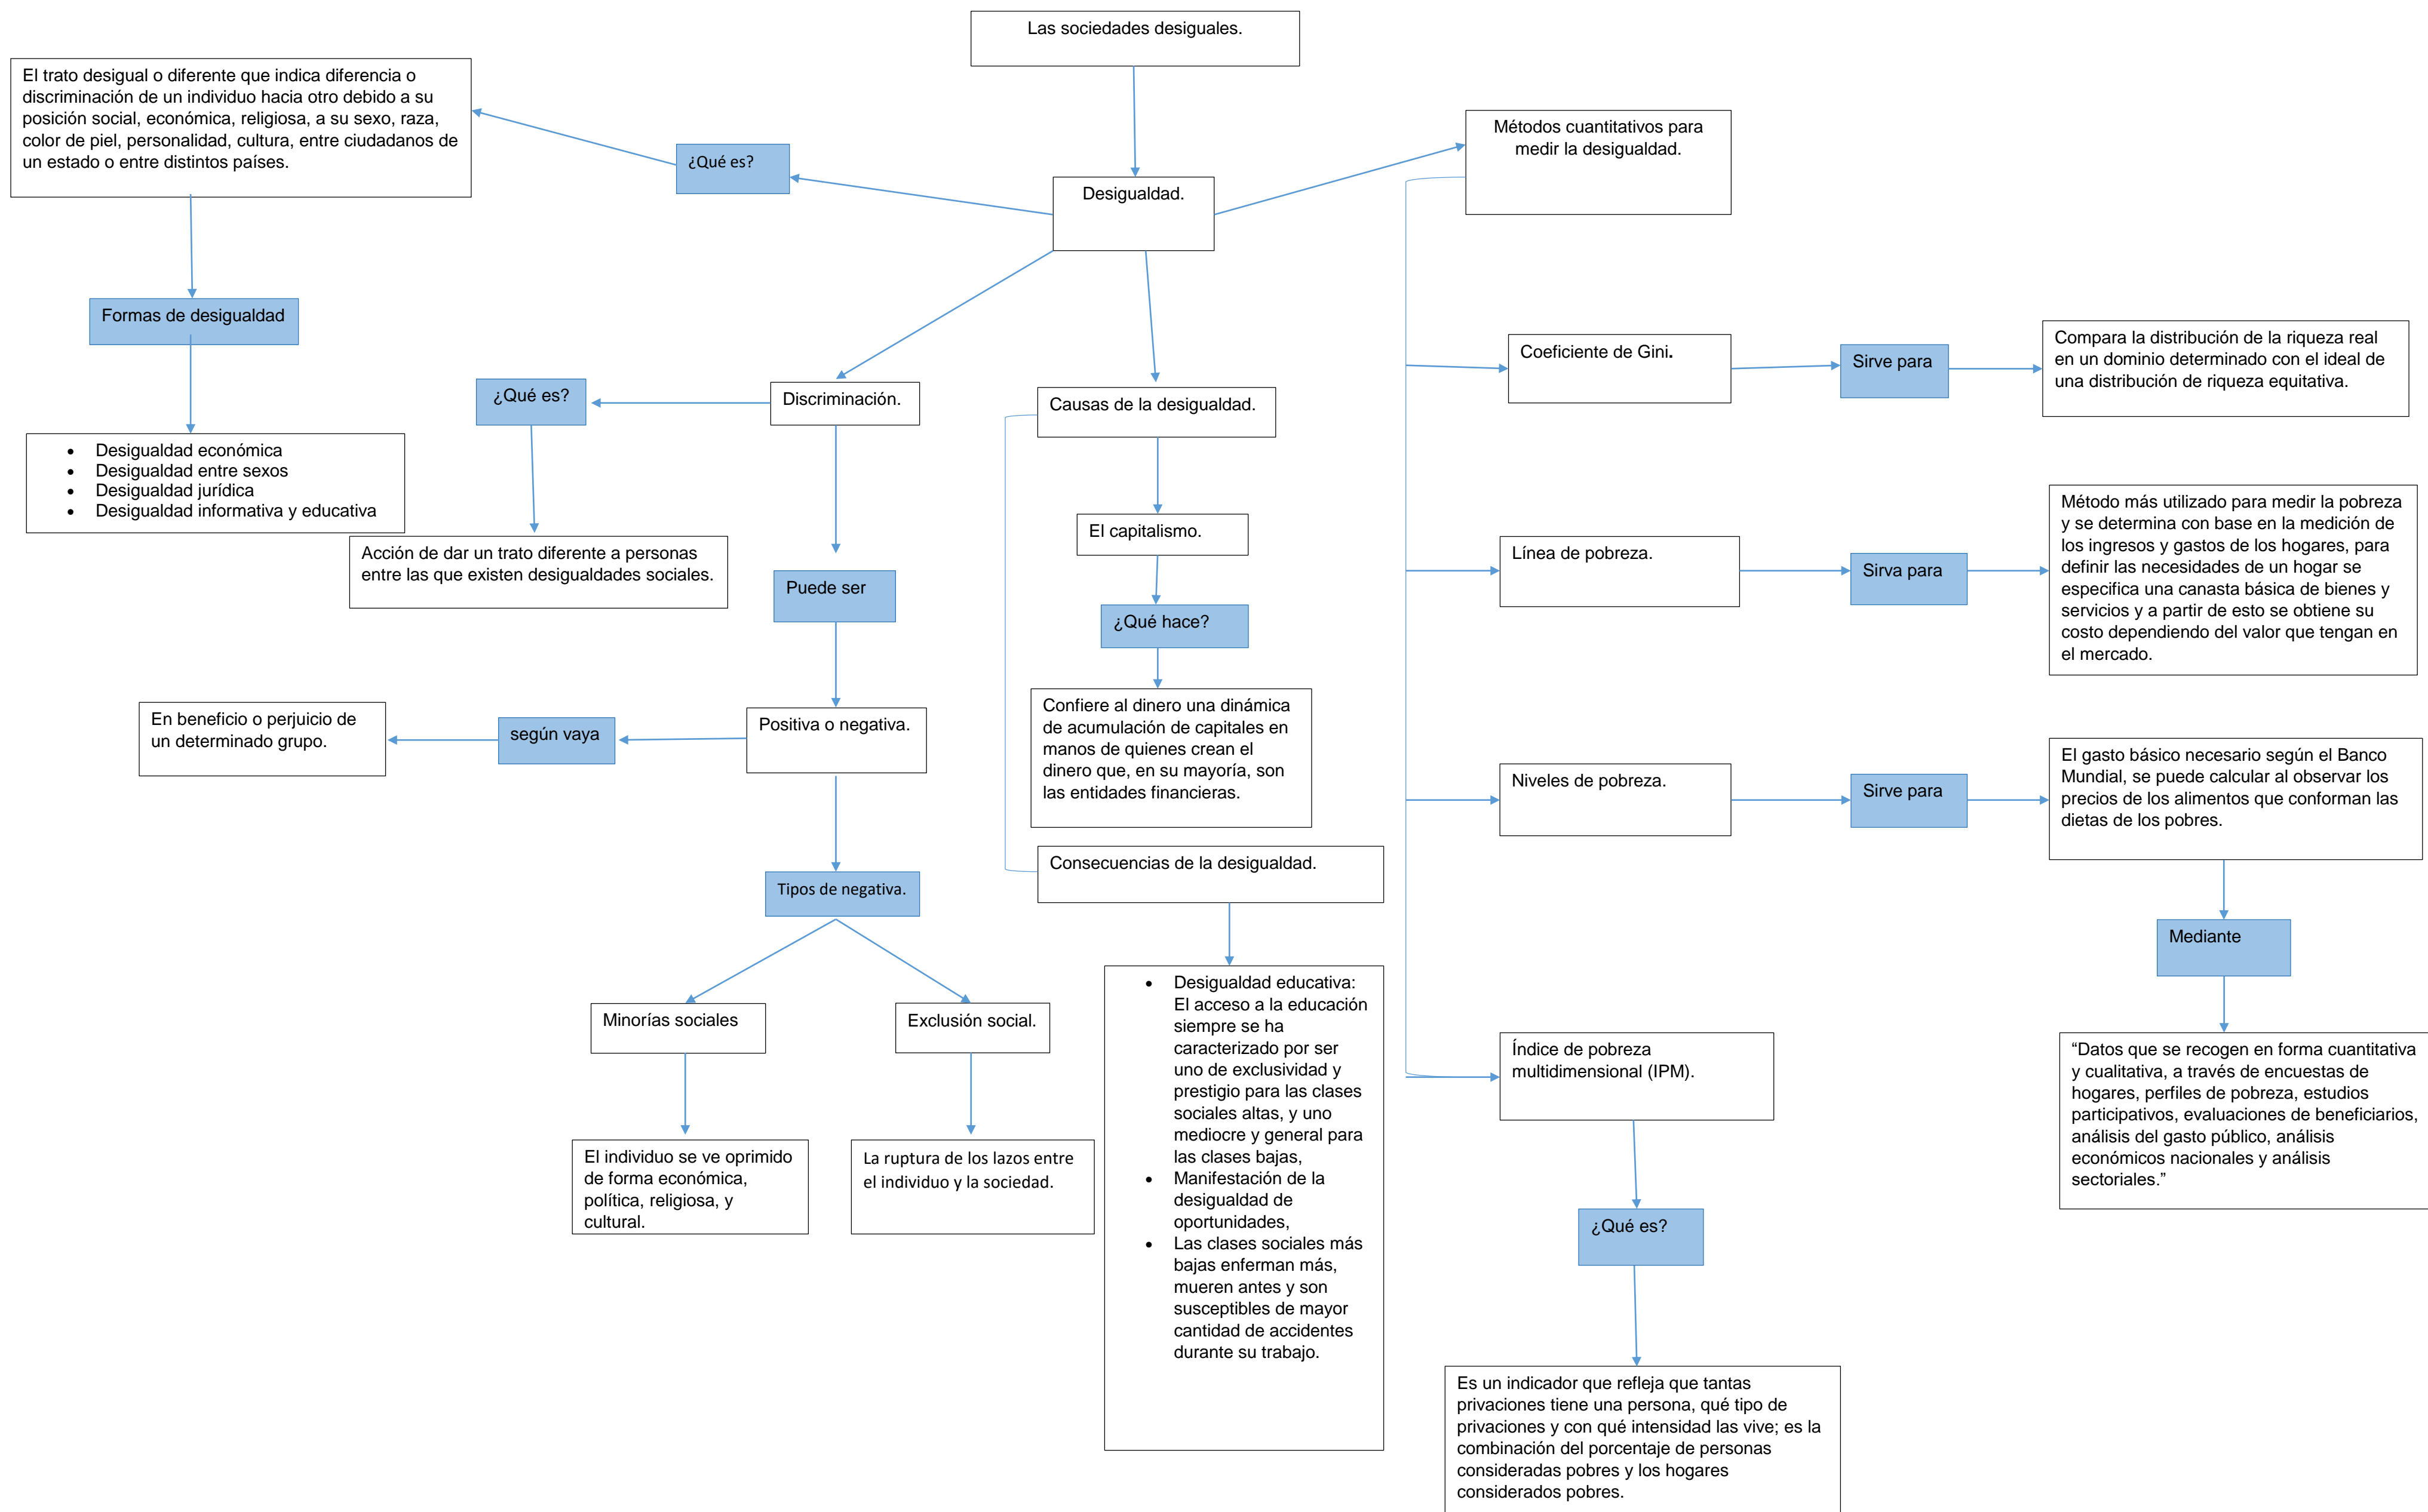 Las sociedades desiguales.
El trato desigual o diferente que indica diferencia o
discriminación de un individuo hacia otro debido a su
posición social, económica, religiosa, a su sexo, raza,
color de piel, personalidad, cultura, entre ciudadanos de
un estado o entre distintos países.
¿Qué es?
Desigualdad.
Métodos cuantitativos para
medir la desigualdad.
Formas de desigualdad
• Desigualdad económica
• Desigualdad entre sexos
• Desigualdad jurídica
• Desigualdad informativa y educativa
¿Qué es?
Discriminación.
Acción de dar un trato diferente a personas
entre las que existen desigualdades sociales.
Puede ser
Positiva o negativa.
según vaya
En beneficio o perjuicio de
un determinado grupo.
Tipos de negativa.
Minorías sociales
Exclusión social.
El individuo se ve oprimido
de forma económica,
política, religiosa, y
cultural.
La ruptura de los lazos entre
el individuo y la sociedad.
Causas de la desigualdad.
El capitalismo.
¿Qué hace?
Confiere al dinero una dinámica
de acumulación de capitales en
manos de quienes crean el
dinero que, en su mayoría, son
las entidades financieras.
Consecuencias de la desigualdad.
• Desigualdad educativa:
El acceso a la educación
siempre se ha
caracterizado por ser
uno de exclusividad y
prestigio para las clases
sociales altas, y uno
mediocre y general para
las clases bajas,
• Manifestación de la
desigualdad de
oportunidades,
• Las clases sociales más
bajas enferman más,
mueren antes y son
susceptibles de mayor
cantidad de accidentes
durante su trabajo.
Coeficiente de Gini.
Sirve para
Compara la distribución de la riqueza real
en un dominio determinado con el ideal de
una distribución de riqueza equitativa.
Línea de pobreza.
Sirva para
Método más utilizado para medir la pobreza
y se determina con base en la medición de
los ingresos y gastos de los hogares, para
definir las necesidades de un hogar se
especifica una canasta básica de bienes y
servicios y a partir de esto se obtiene su
costo dependiendo del valor que tengan en
el mercado.
Niveles de pobreza.
Sirve para
El gasto básico necesario según el Banco
Mundial, se puede calcular al observar los
precios de los alimentos que conforman las
dietas de los pobres.
Mediante
“Datos que se recogen en forma cuantitativa
y cualitativa, a través de encuestas de
hogares, perfiles de pobreza, estudios
participativos, evaluaciones de beneficiarios,
análisis del gasto público, análisis
económicos nacionales y análisis
sectoriales.”
Índice de pobreza
multidimensional (IPM).
¿Qué es?
Es un indicador que refleja que tantas
privaciones tiene una persona, qué tipo de
privaciones y con qué intensidad las vive; es la
combinación del porcentaje de personas
consideradas pobres y los hogares
considerados pobres.